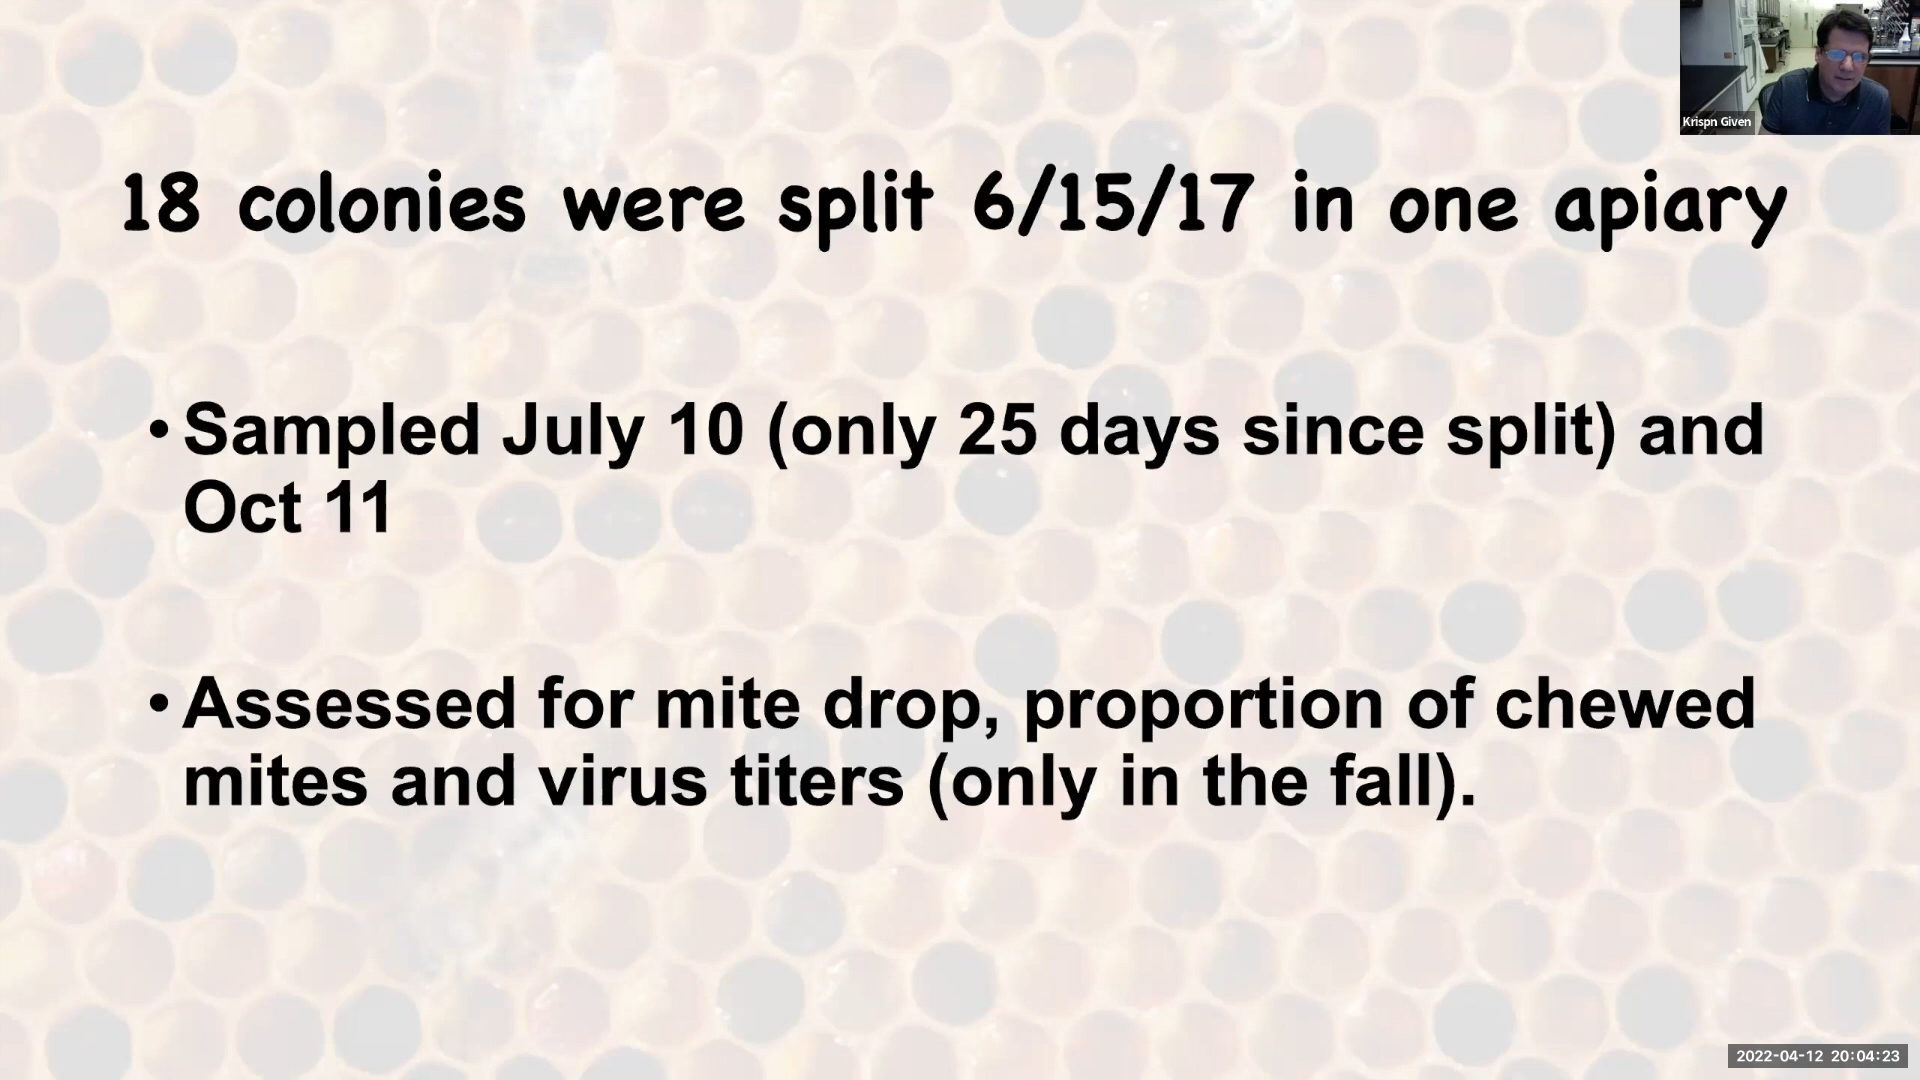 Krispn Given
18 colonies were split 6/15/17 in one apiary
• Sampled July 10 (only 25 days since split) and
Oct 11
• Assessed for mite drop, proportion of chewed
mites and virus titers (only in the fall).
2022-04-12 20:04:23